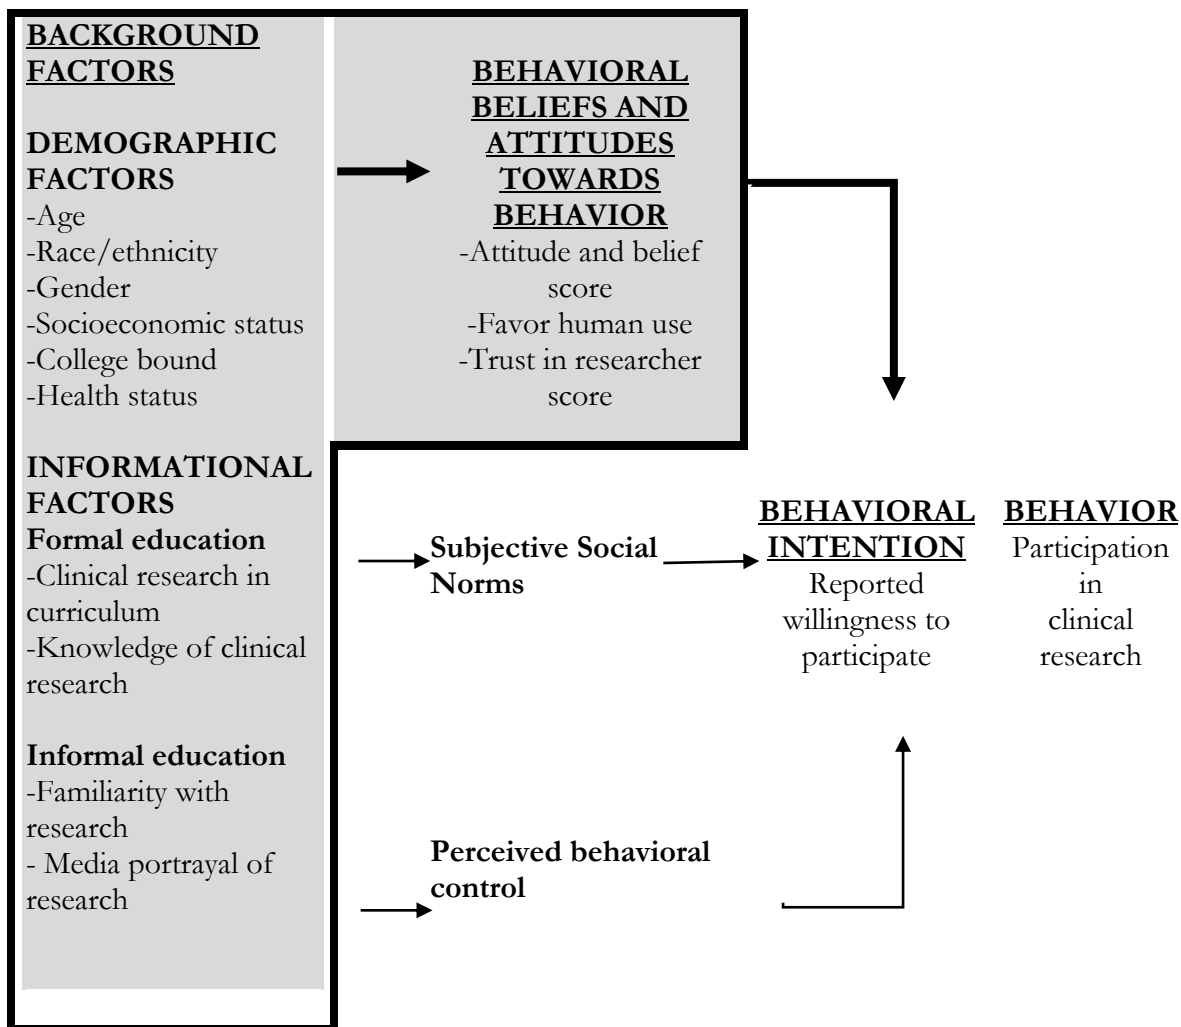 BACKGROUND
FACTORS
DEMOGRAPHIC
FACTORS
-Age
-Race/ethnicity
-Gender
-Socioeconomic status
-College bound
-Health status
INFORMATIONAL
FACTORS
Formal education
-Clinical research in
curriculum
-Knowledge of clinical
research
Informal education
-Familiarity with
research
- Media portrayal of
research
BEHAVIORAL
BELIEFS AND
ATTITUDES
TOWARDS
BEHAVIOR
-Attitude and belief
score
-Favor human use
-Trust in researcher
score
Subjective Social
Norms
Perceived behavioral
control
BEHAVIORAL
INTENTION
Reported
willingness to
participate
BEHAVIOR
Participation
in
clinical
research